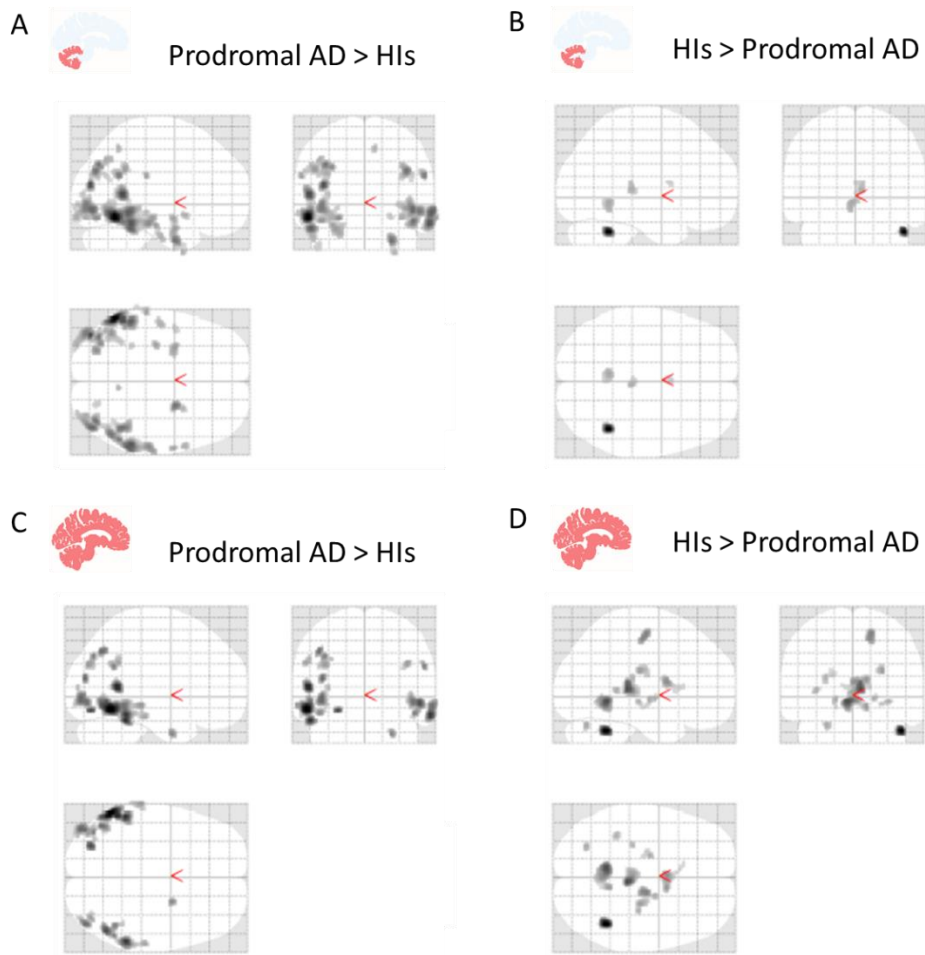 A
Prodromal AD > HIs
B
HIs > Prodromal AD
C
Prodromal AD > HIs
D
HIs > Prodromal AD